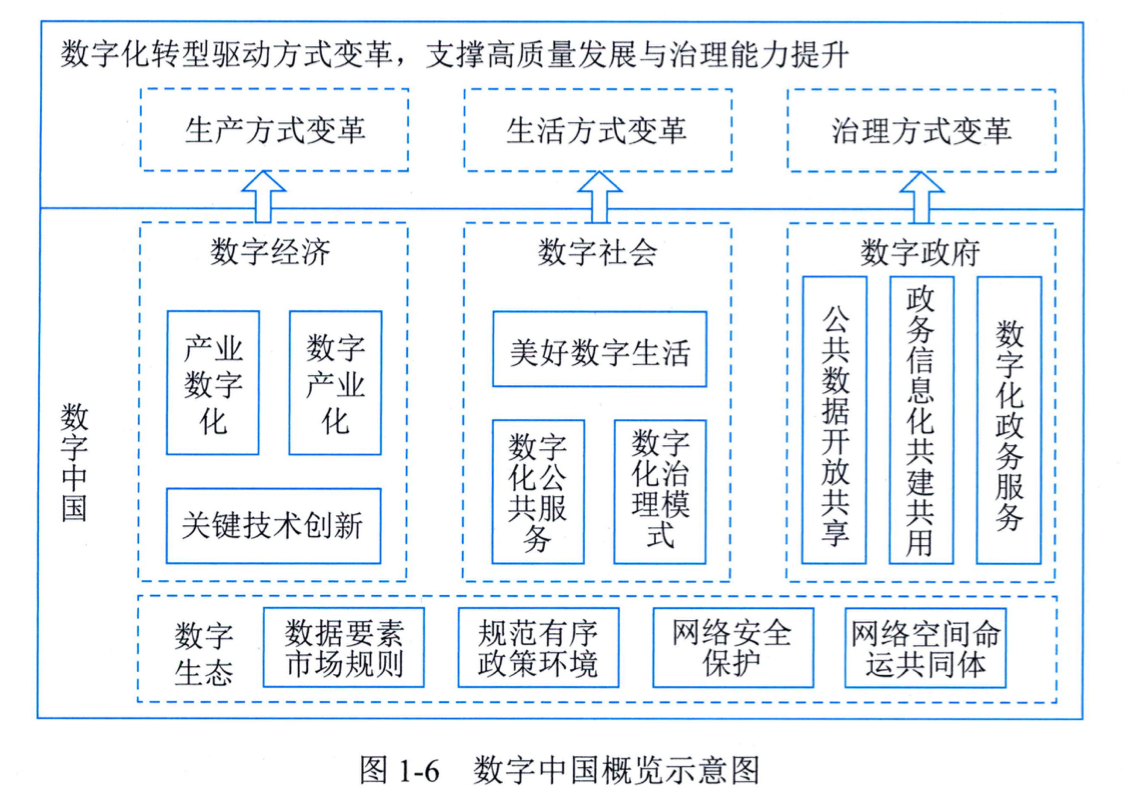 数字化转型驱动方式变革，支撑高质量发展与治理能力提升
生产方式变革
生活方式变革
治理方式变革
数字中国
数字经济
产业
数字
化
数字
产业
化
关键技术创新
数字社会
美好数字生活
数字
化公
共服
务
数字
化治
理模
式
数字政府
公共数据开放共享
政务信息化共建共用
数字化政务服务
数字
生态
数据要素
市场规则
规范有序
政策环境
网络安全
保护
网络空间命
运共同体
图 1-6 数字中国概览示意图